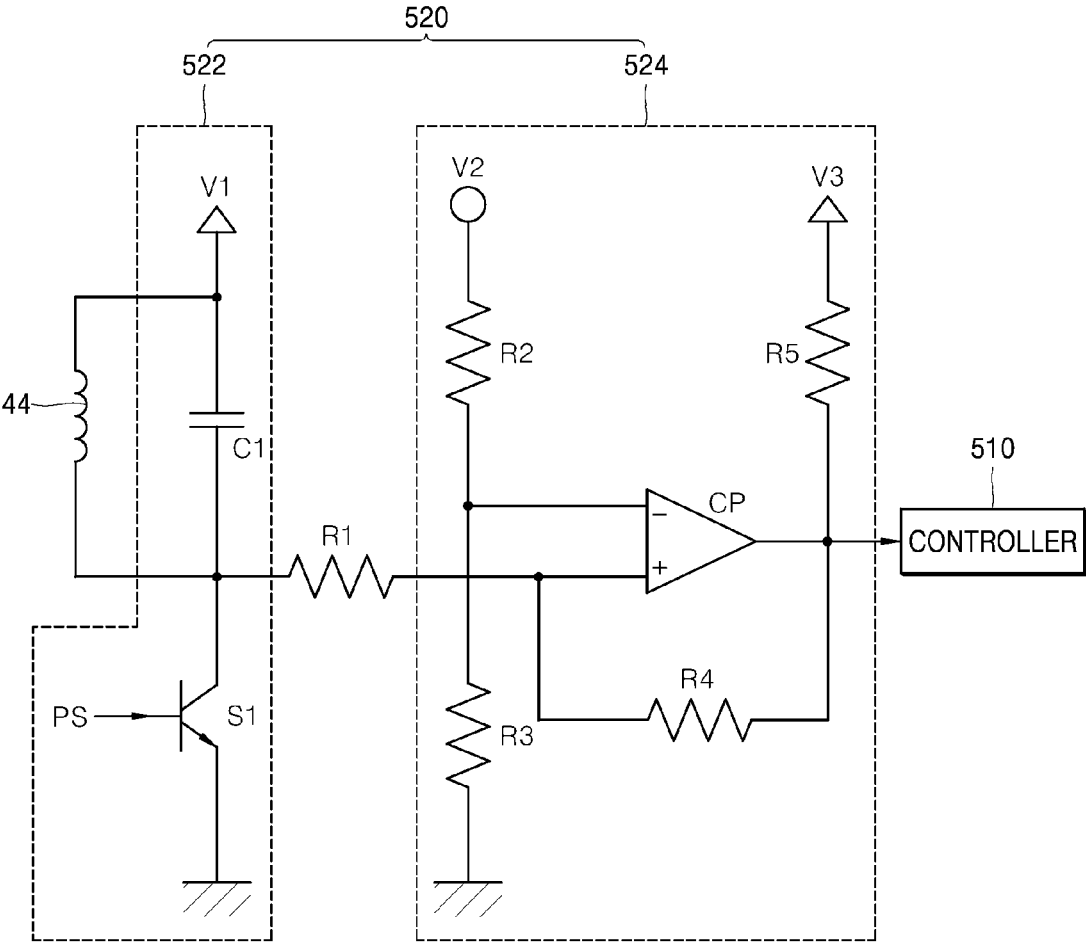 520
522
524
V1
V2
V3
R2
R5
44
C1
CP
510
R1
−
CONTROLLER
+
R4
PS
S1
R3